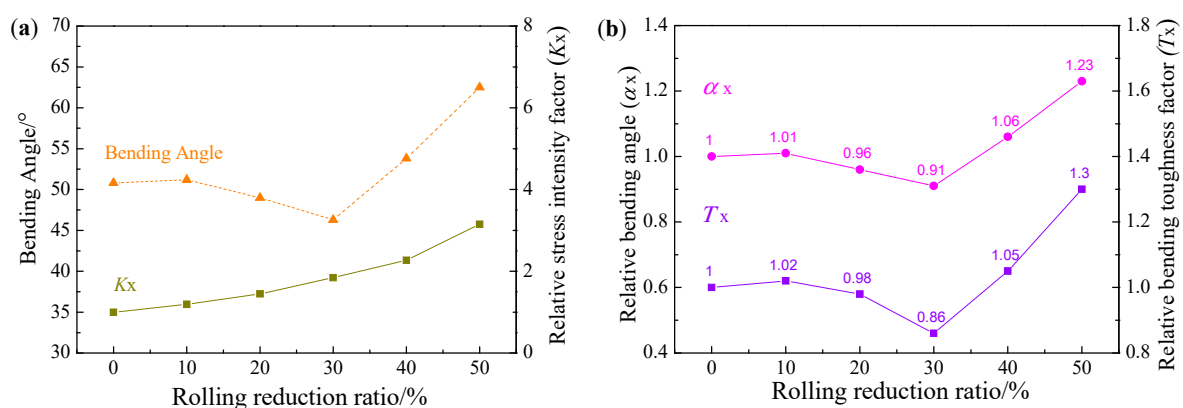 (a)
70
65
60
55
50
45
40
35
30
Bending Angle/°
Bending Angle
Kx
8
6
4
2
0
Relative stress intensity factor (Kx)
0 10 20 30 40 50
Rolling reduction ratio/%
(b)
1.4
1.2
1.0
0.8
0.6
0.4
Relative bending angle (αx)
α x
1 1.01 0.96 0.91 1.06 1.23
T x
1 1.02 0.98 0.86 1.05 1.3
1.8
1.6
1.4
1.2
1.0
0.8
Relative bending toughness factor (Tx)
0 10 20 30 40 50
Rolling reduction ratio/%